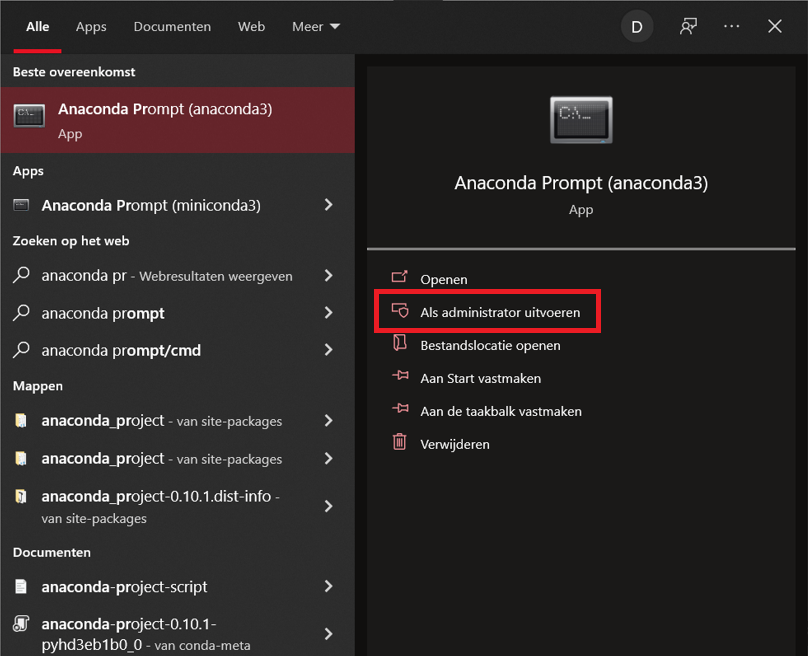 Alle
Apps
Documenten
Web
Meer
D
Beste overeenkomst
Anaconda Prompt (anaconda3)
App
Apps
Anaconda Prompt (miniconda3)
Zoeken op het web
anaconda pr - Webresultaten weergeven
anaconda prompt
anaconda prompt/cmd
Mappen
anaconda_project - van site-packages
anaconda_project - van site-packages
anaconda_project-0.10.1.dist-info -
van site-packages
Documenten
anaconda-project-script
anaconda-project-0.10.1-
pyhd3eb1b0_0 - van conda-meta
C:\_
Anaconda Prompt (anaconda3)
App
Openen
Als administrator uitvoeren
Bestandslocatie openen
Aan Start vastmaken
Aan de taakbalk vastmaken
Verwijderen